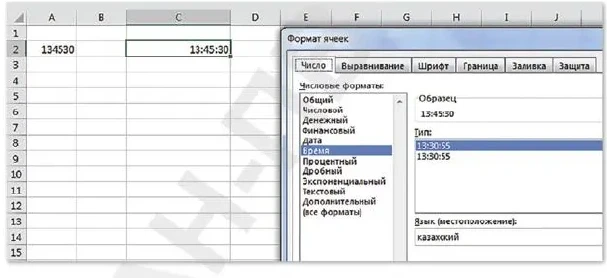 A B C D E F G H I J K
1
2 134530 13:45:30
3
4
5
6
7
8
9
10
11
12
13
14
15
Формат ячеек
Число Выравнивание Шрифт Граница Заливка Защита
Числовые форматы:
Общий
Числовой
Денежный
Финансовый
Дата
Время
Процентный
Дробный
Экспоненциальный
Текстовый
Дополнительный
(все форматы)
Образец
13:45:30
Тип:
13:30:55
13:30:55
Язык (местоположение):
казахский